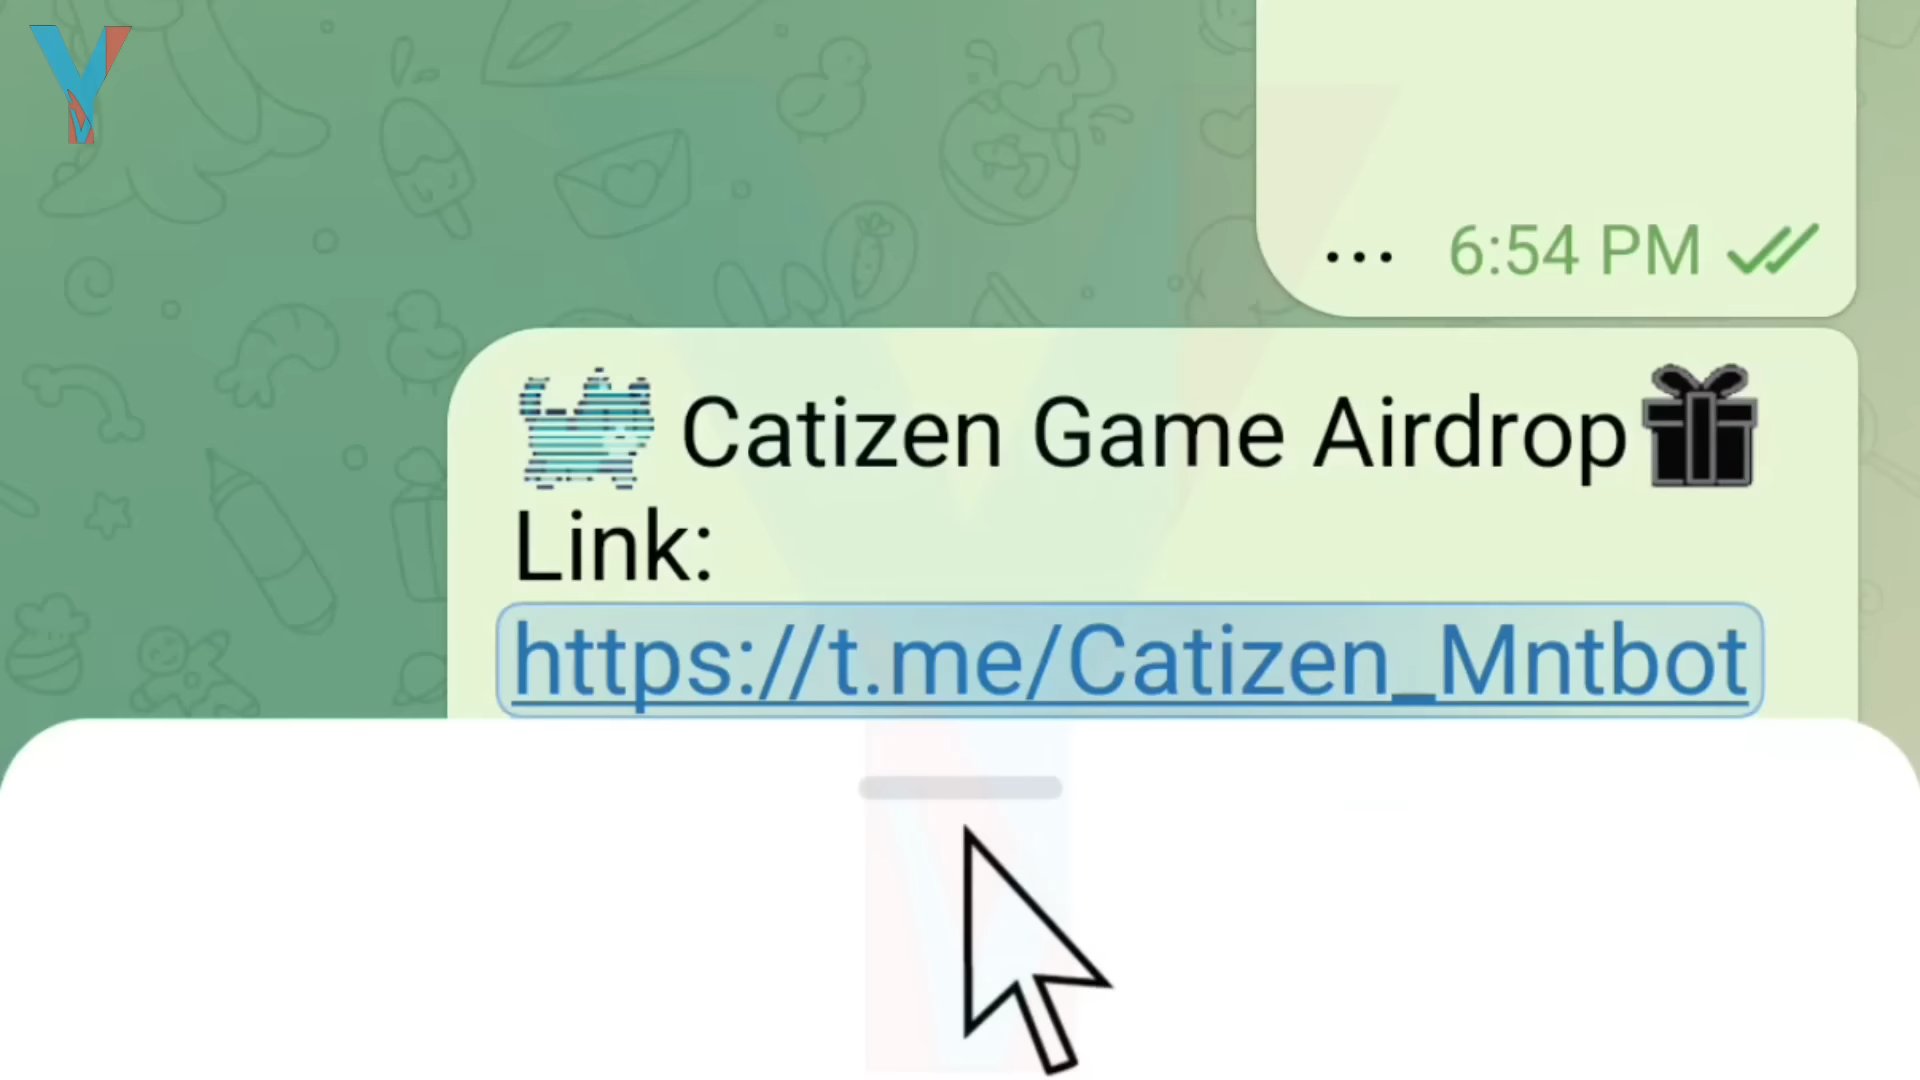 ... 6:54 PM
Catizen Game Airdrop
Link:
https://t.me/Catizen_Mntbot